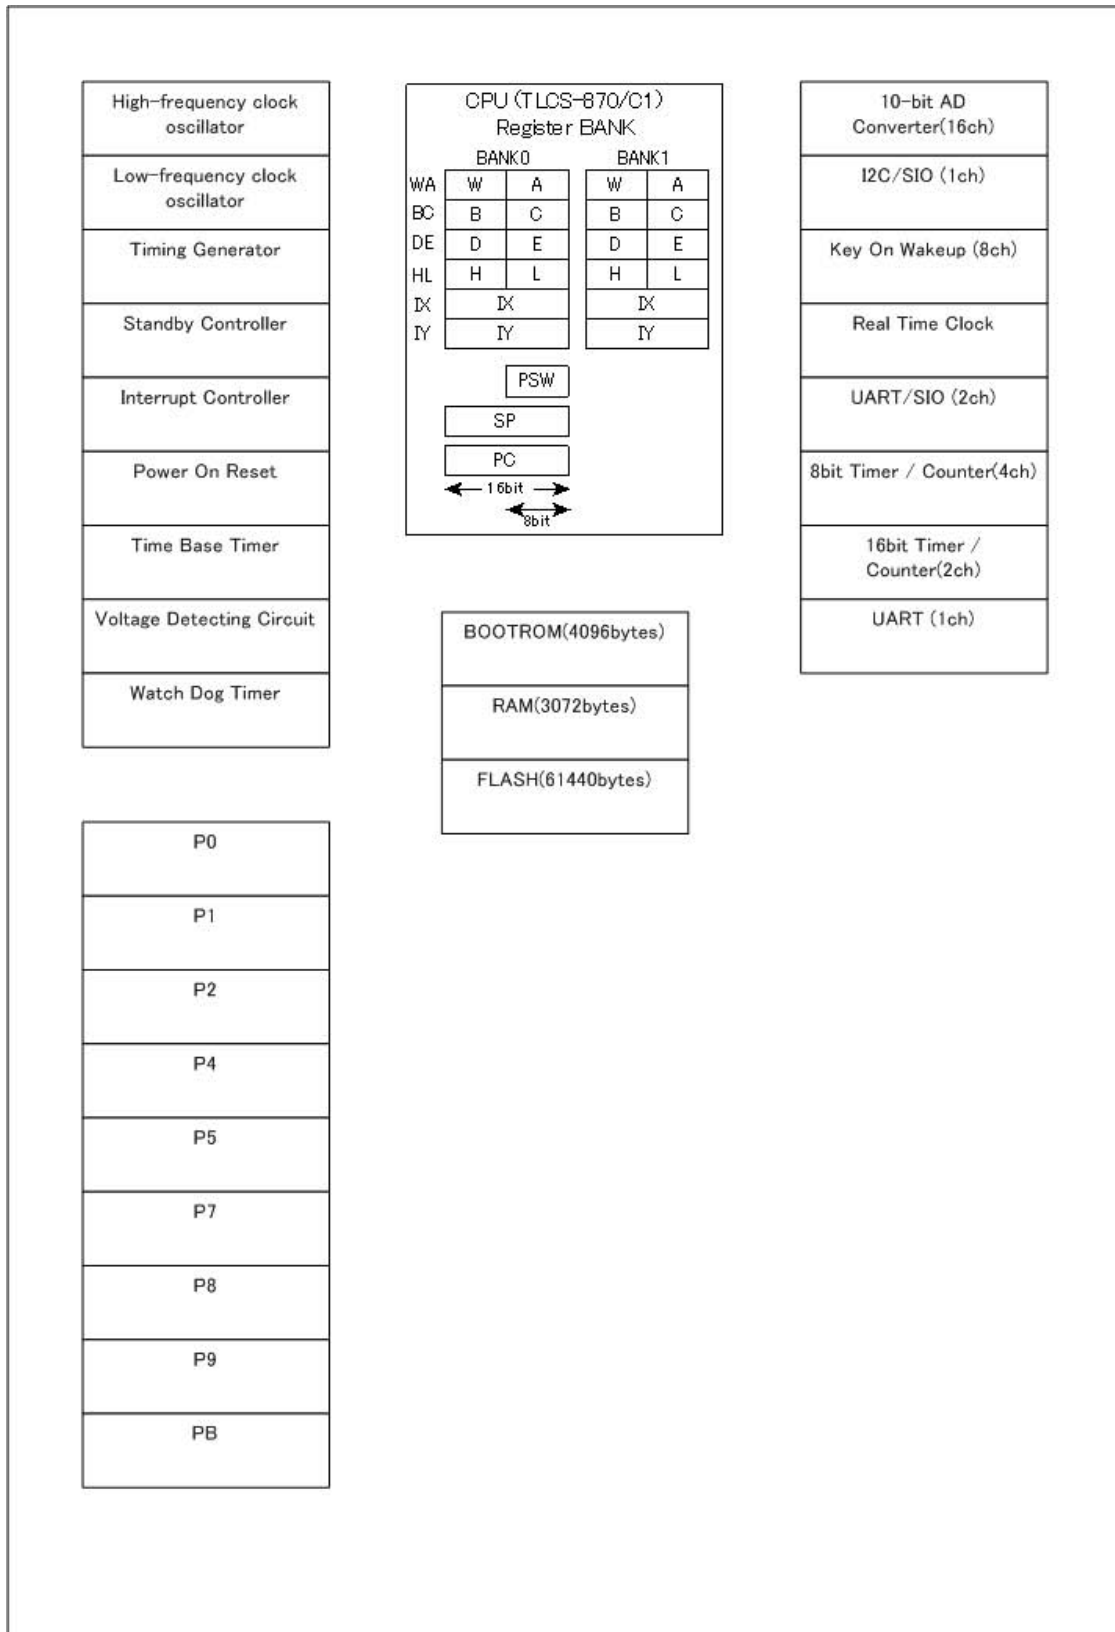 High-frequency clock
oscillator
Low-frequency clock
oscillator
Timing Generator
Standby Controller
Interrupt Controller
Power On Reset
Time Base Timer
Voltage Detecting Circuit
Watch Dog Timer
P0
P1
P2
P4
P5
P7
P8
P9
PB
CPU (TLCS-870/C1)
Register BANK
BANK0 BANK1
WA W A W A
BC B C B C
DE D E D E
HL H L H L
IX IX IX
IY IY IY
PSW
SP
PC
16bit
8bit
BOOTROM(4096bytes)
RAM(3072bytes)
FLASH(61440bytes)
10-bit AD
Converter(16ch)
I2C/SIO (1ch)
Key On Wakeup (8ch)
Real Time Clock
UART/SIO (2ch)
8bit Timer / Counter(4ch)
16bit Timer /
Counter(2ch)
UART (1ch)